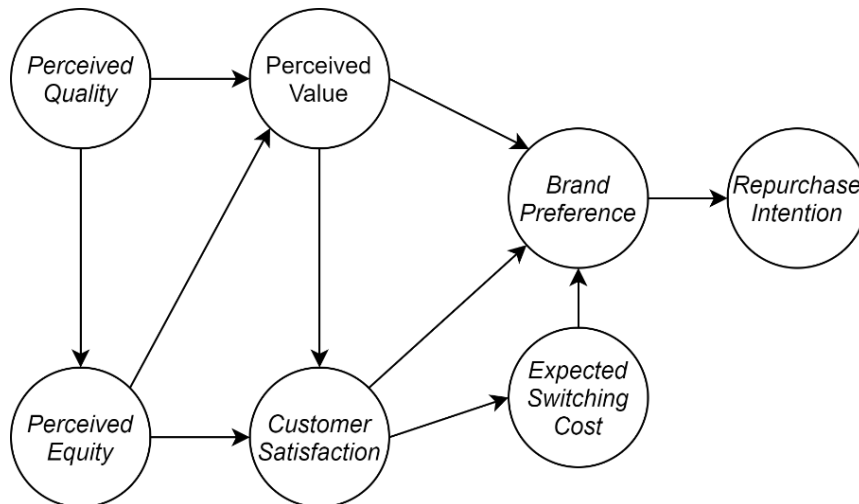 Perceived
Quality
Perceived
Value
Brand
Preference
Repurchase
Intention
Perceived
Equity
Customer
Satisfaction
Expected
Switching
Cost